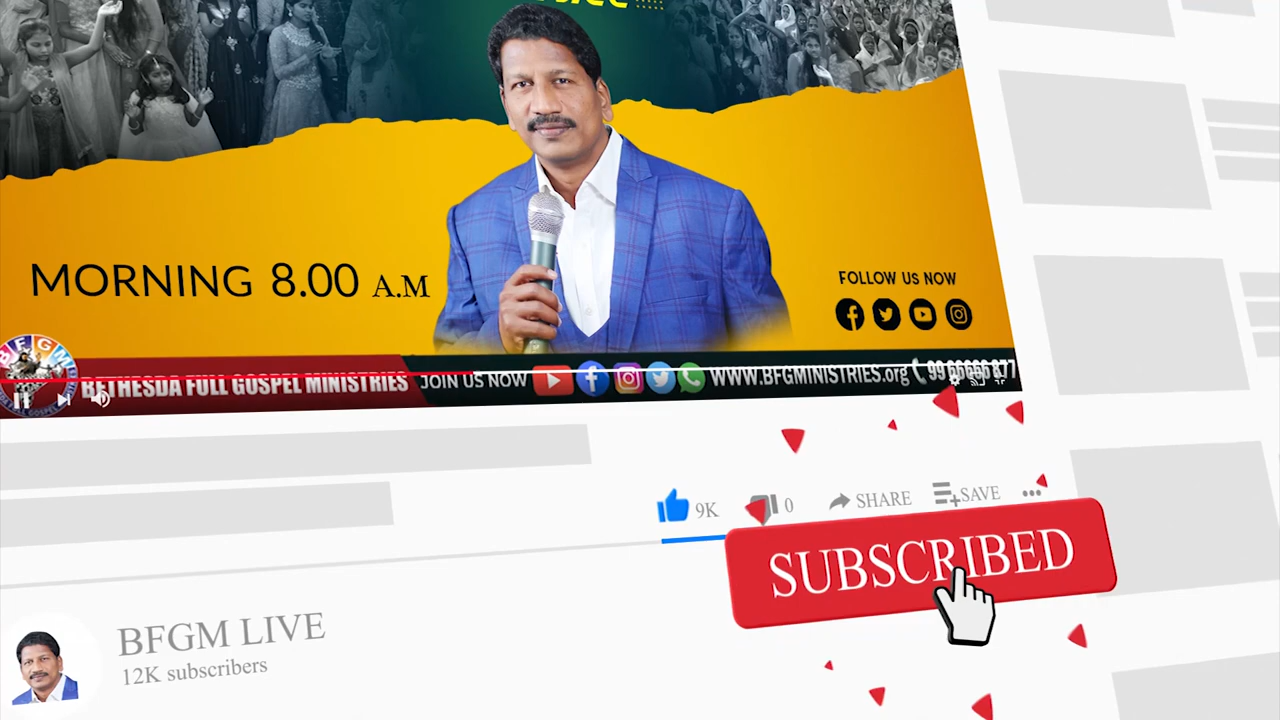 MORNING 8.00 A.M
FOLLOW US NOW
BFGM
BETHESDA FULL GOSPEL MINISTRIES
JOIN US NOW
WWW.BFGMINISTRIES.org
9K
0
SHARE
SAVE
SUBSCRIBED
BFGM LIVE
12K subscribers